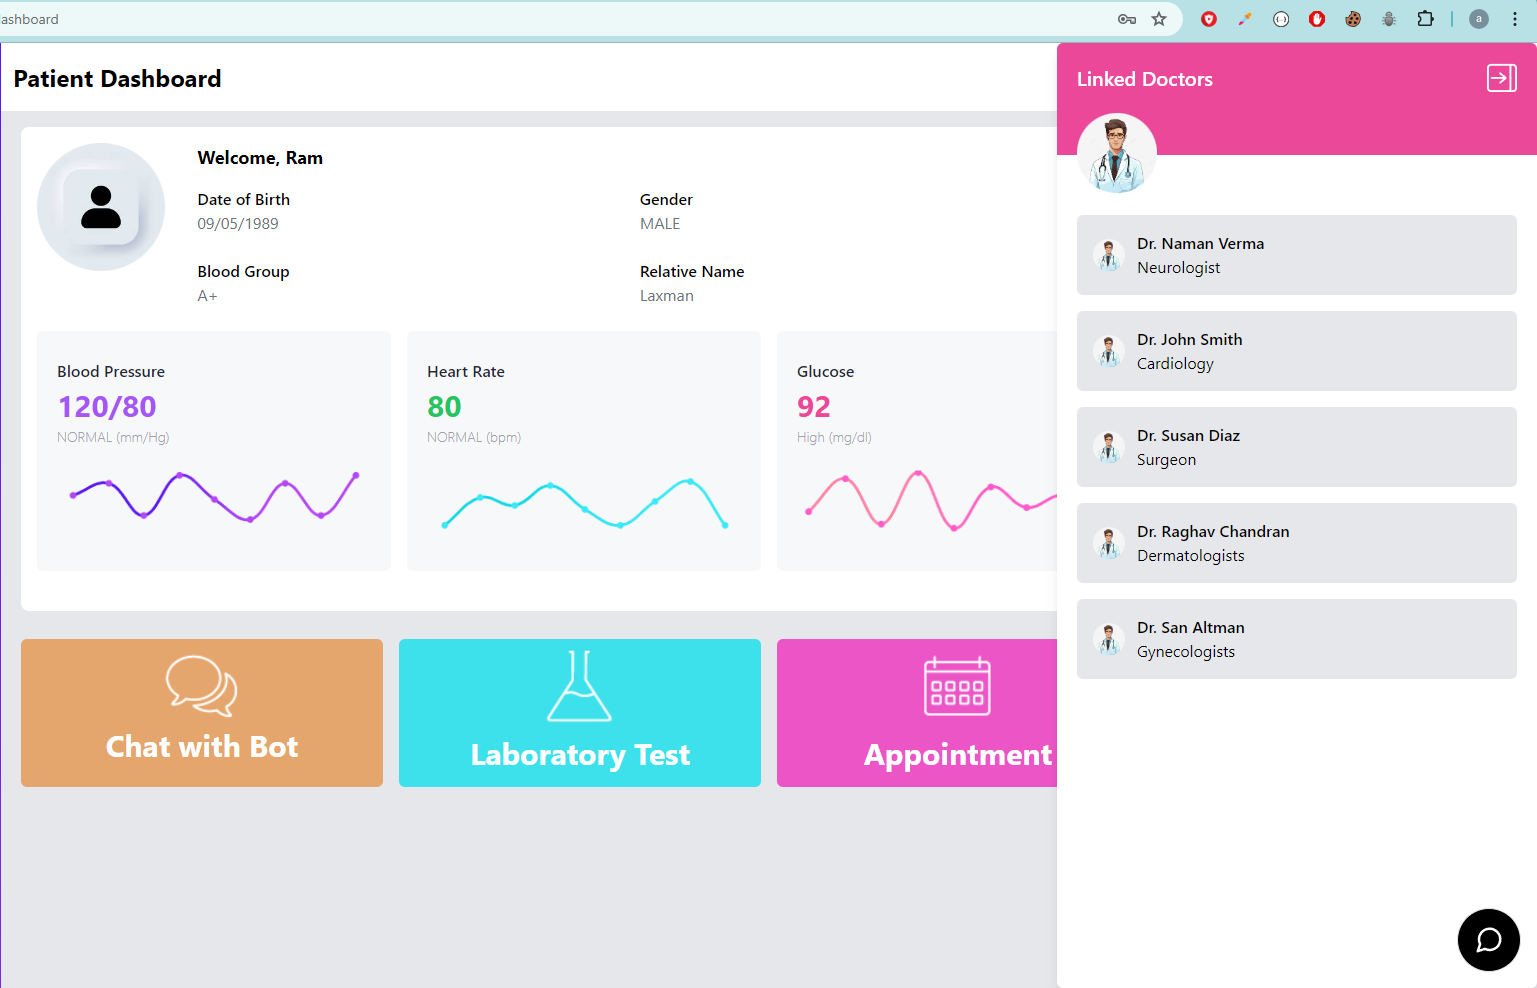 ashboard
a
Patient Dashboard
Welcome, Ram
Date of Birth
09/05/1989
Gender
MALE
Blood Group
A+
Relative Name
Laxman
Blood Pressure
120/80
NORMAL (mm/Hg)
Heart Rate
80
NORMAL (bpm)
Glucose
92
High (mg/dl)
Chat with Bot
Laboratory Test
Appointment
Linked Doctors
Dr. Naman Verma
Neurologist
Dr. John Smith
Cardiology
Dr. Susan Diaz
Surgeon
Dr. Raghav Chandran
Dermatologists
Dr. San Altman
Gynecologists